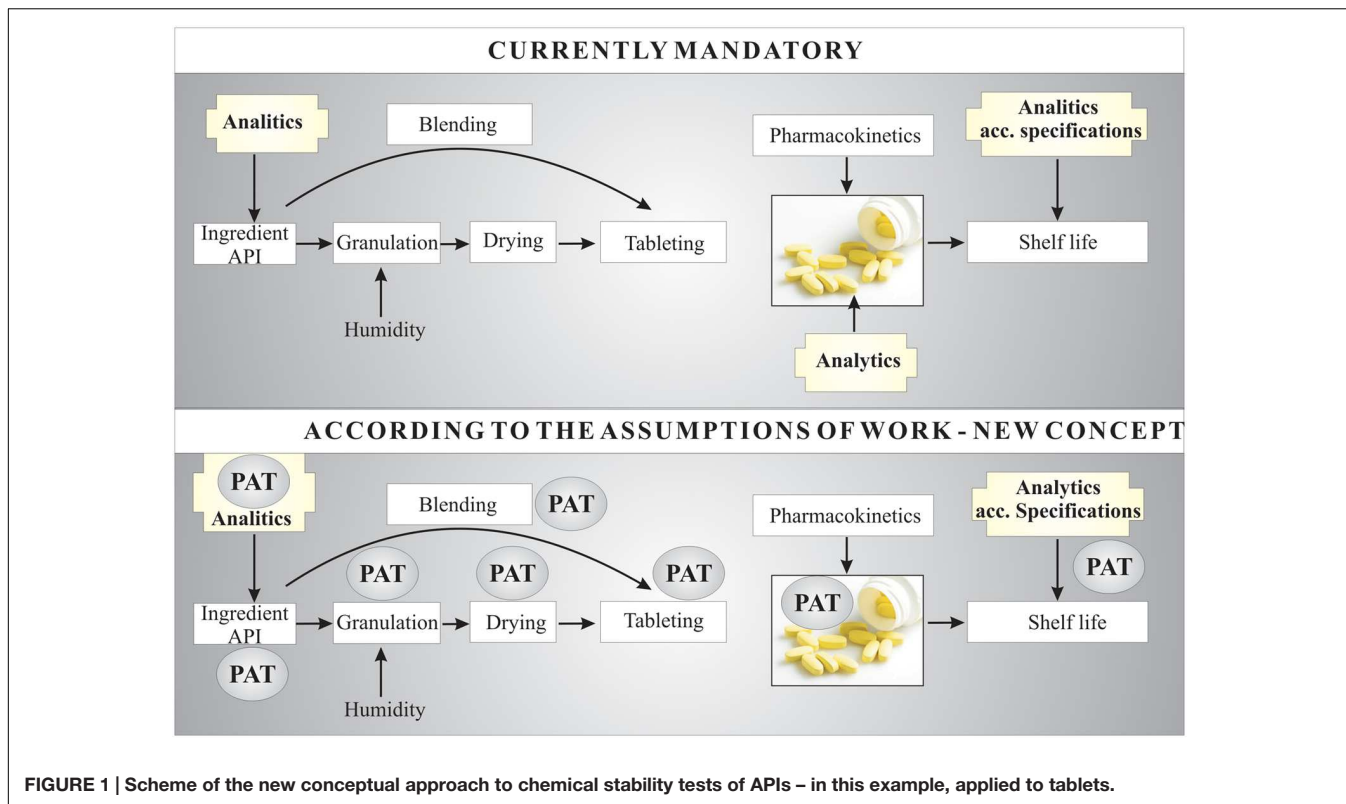 CURRENTLY MANDATORY
Analitics
Blending
Pharmacokinetics
Analitics
acc. specifications
Ingredient
API
Granulation
Drying
Tableting
Shelf life
Humidity
Analytics
ACCORDING TO THE ASSUMPTIONS OF WORK - NEW CONCEPT
PAT
Analitics
Blending
PAT
Pharmacokinetics
Analytics
acc. Specifications
PAT
PAT
PAT
PAT
PAT
Ingredient
API
Granulation
Drying
Tableting
Shelf life
PAT
Humidity
FIGURE 1 | Scheme of the new conceptual approach to chemical stability tests of APIs – in this example, applied to tablets.